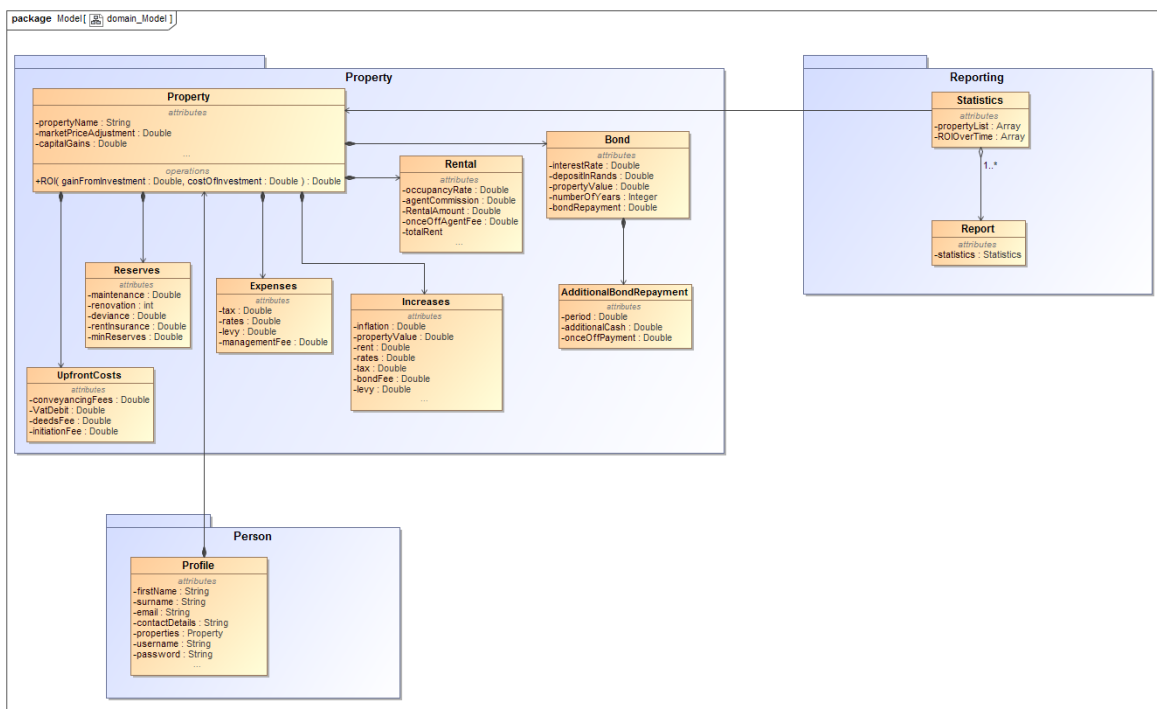 package Model[ domain_Model ]
Property
Property
attributes
-propertyName : String
-marketPriceAdjustment : Double
-capitalGains : Double
...
operations
+ROI( gainFromInvestment : Double, costOfInvestment : Double ) : Double
Rental
attributes
-occupancyRate : Double
-agentCommission : Double
-RentalAmount : Double
-onceOffAgentFee : Double
-totalRent
...
Bond
attributes
-interestRate : Double
-depositInRands : Double
-propertyValue : Double
-numberOfYears : Integer
-bondRepayment : Double
Reserves
attributes
-maintenance : Double
-renovation : int
-deviance : Double
-rentInsurance : Double
-minReserves : Double
Expenses
attributes
-tax : Double
-rates : Double
-levy : Double
-managementFee : Double
Increases
attributes
-inflation : Double
-propertyValue : Double
-rent : Double
-rates : Double
-tax : Double
-bondFee : Double
-levy : Double
...
AdditionalBondRepayment
attributes
-period : Double
-additionalCash : Double
-onceOffPayment : Double
UpfrontCosts
attributes
-conveyancingFees : Double
-VatDebit : Double
-deedsFee : Double
-initiationFee : Double
Reporting
Statistics
attributes
-propertyList : Array
-ROIOverTime : Array
1..*
Report
attributes
-statistics : Statistics
Person
Profile
attributes
-firstName : String
-surname : String
-email : String
-contactDetails : String
-properties : Property
-username : String
-password : String
...